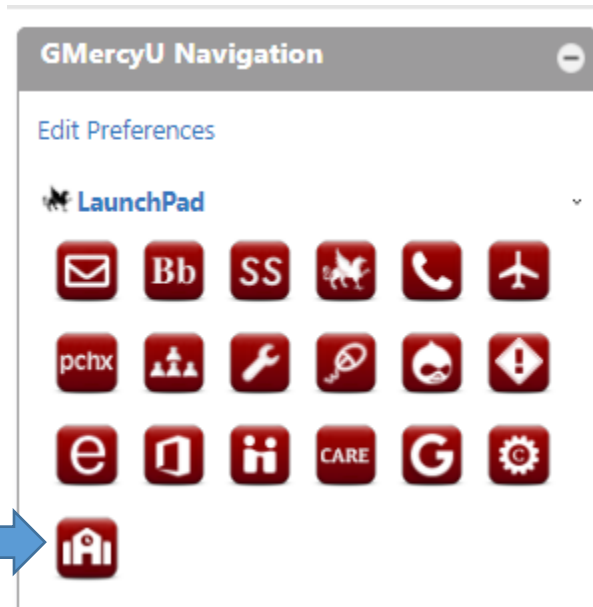 GMercyU Navigation
Edit Preferences
LaunchPad
Bb SS
pchx
e CARE G C